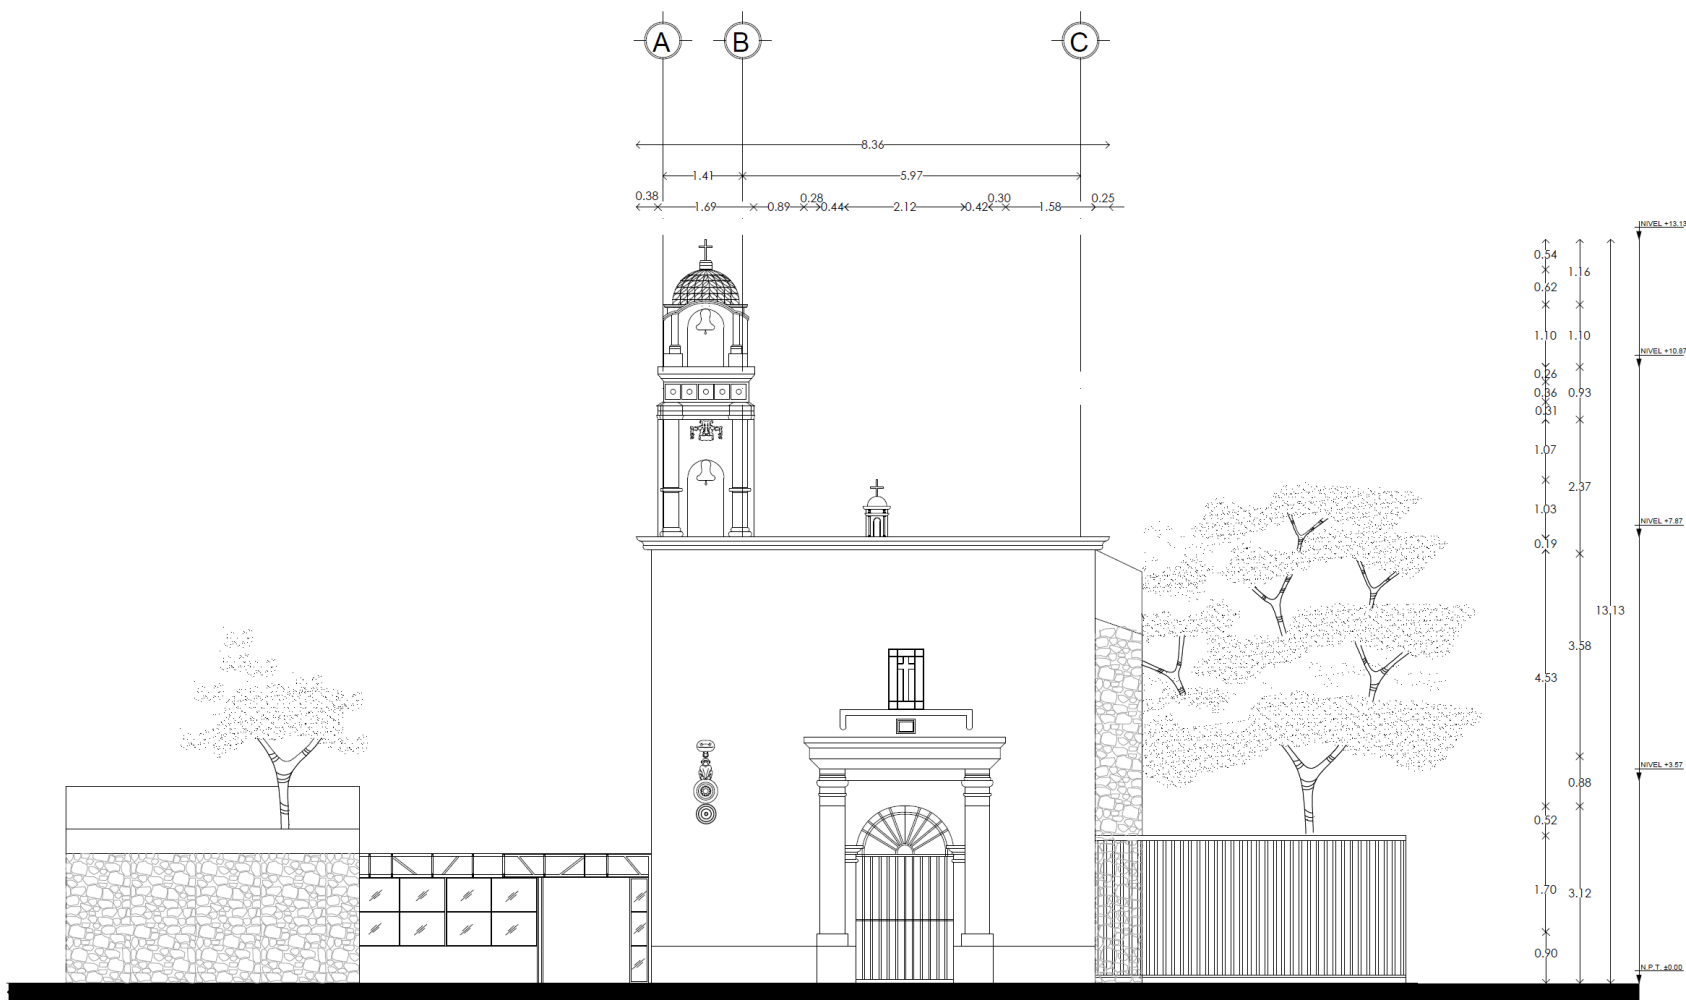 A B C
8.36
1.41 5.97
0.38 1.69 0.89 0.28 0.44 2.12 0.42 0.30 1.58 0.25
NIVEL +13.13
0.54
1.16
0.62
1.10 1.10
NIVEL +10.87
0.26
0.36 0.93
0.31
1.07
2.37
1.03
NIVEL +7.87
0.19
13.13
3.58
4.53
NIVEL +3.57
0.88
0.52
1.70 3.12
0.90
N.P.T. ±0.00